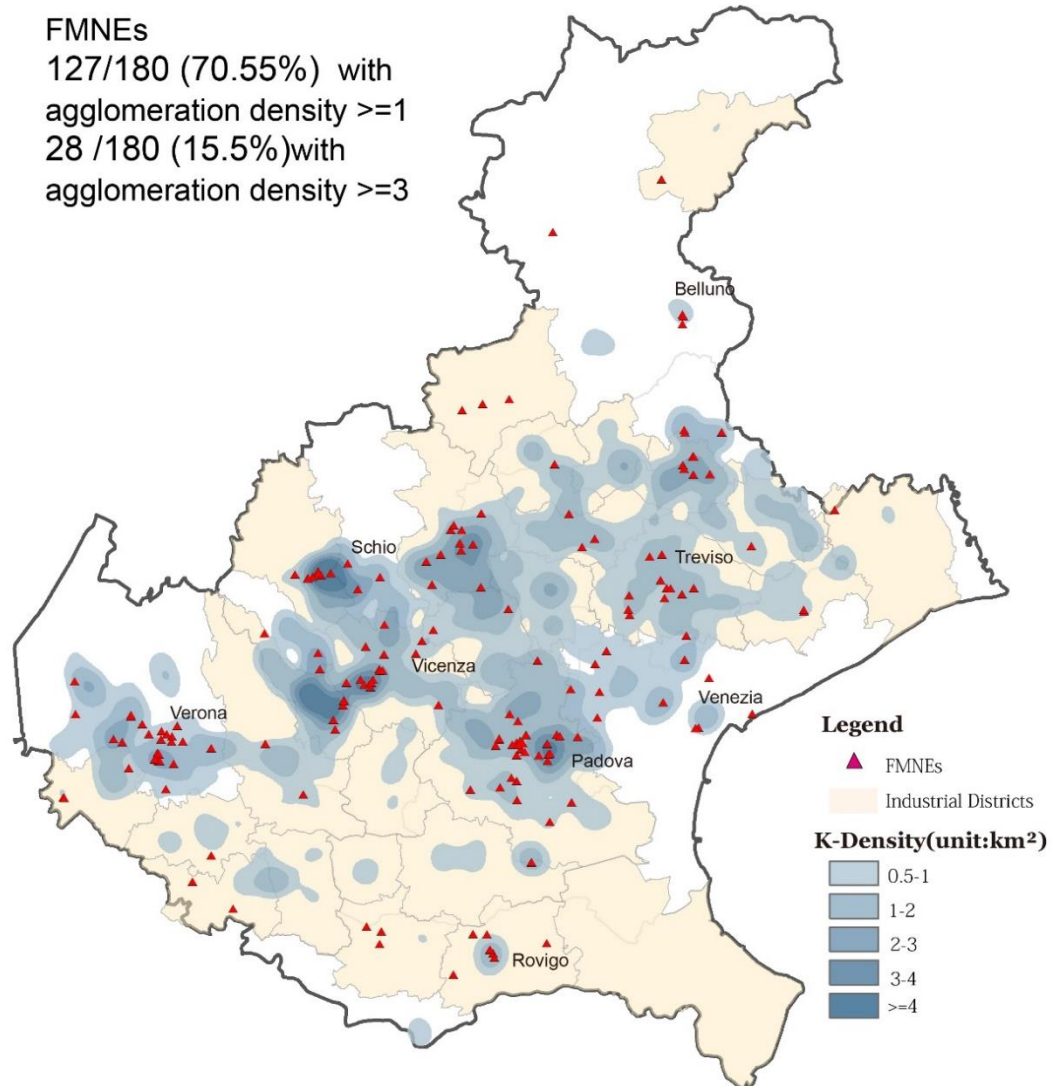 FMNEs
127/180 (70.55%) with
agglomeration density >=1
28 /180 (15.5%)with
agglomeration density >=3
Belluno
Schio
Treviso
Vicenza
Venezia
Verona
Padova
Rovigo
Legend
FMNEs
Industrial Districts
K-Density(unit:km²)
0.5-1
1-2
2-3
3-4
>=4